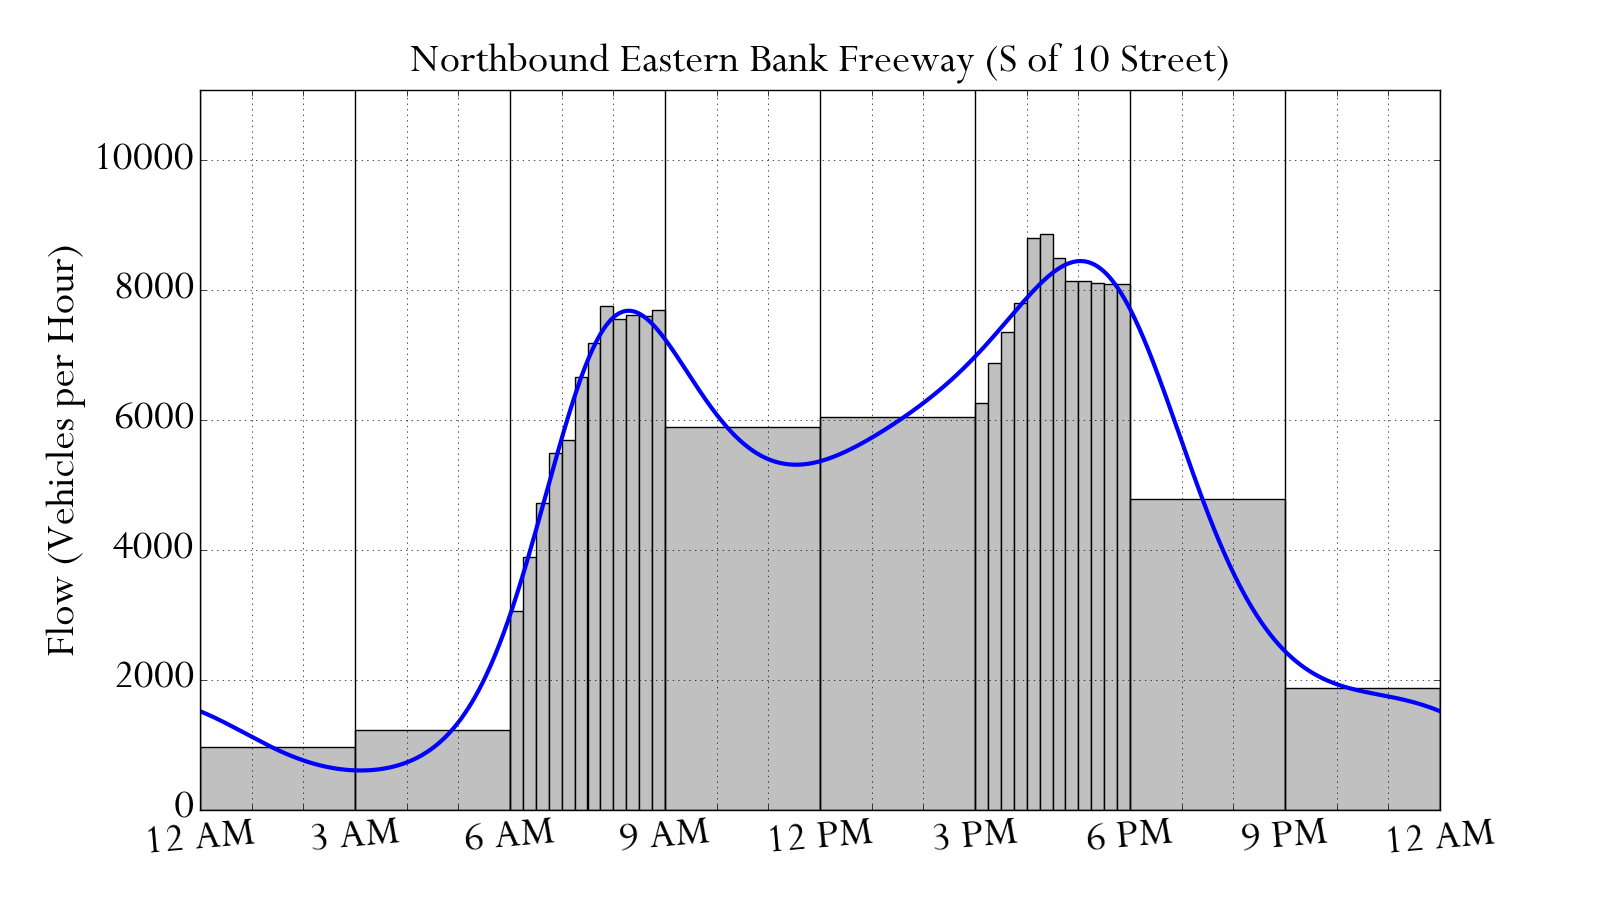 Northbound Eastern Bank Freeway (S of 10 Street)
Flow (Vehicles per Hour)
10000
8000
6000
4000
2000
0
12 AM 3 AM 6 AM 9 AM 12 PM 3 PM 6 PM 9 PM 12 AM